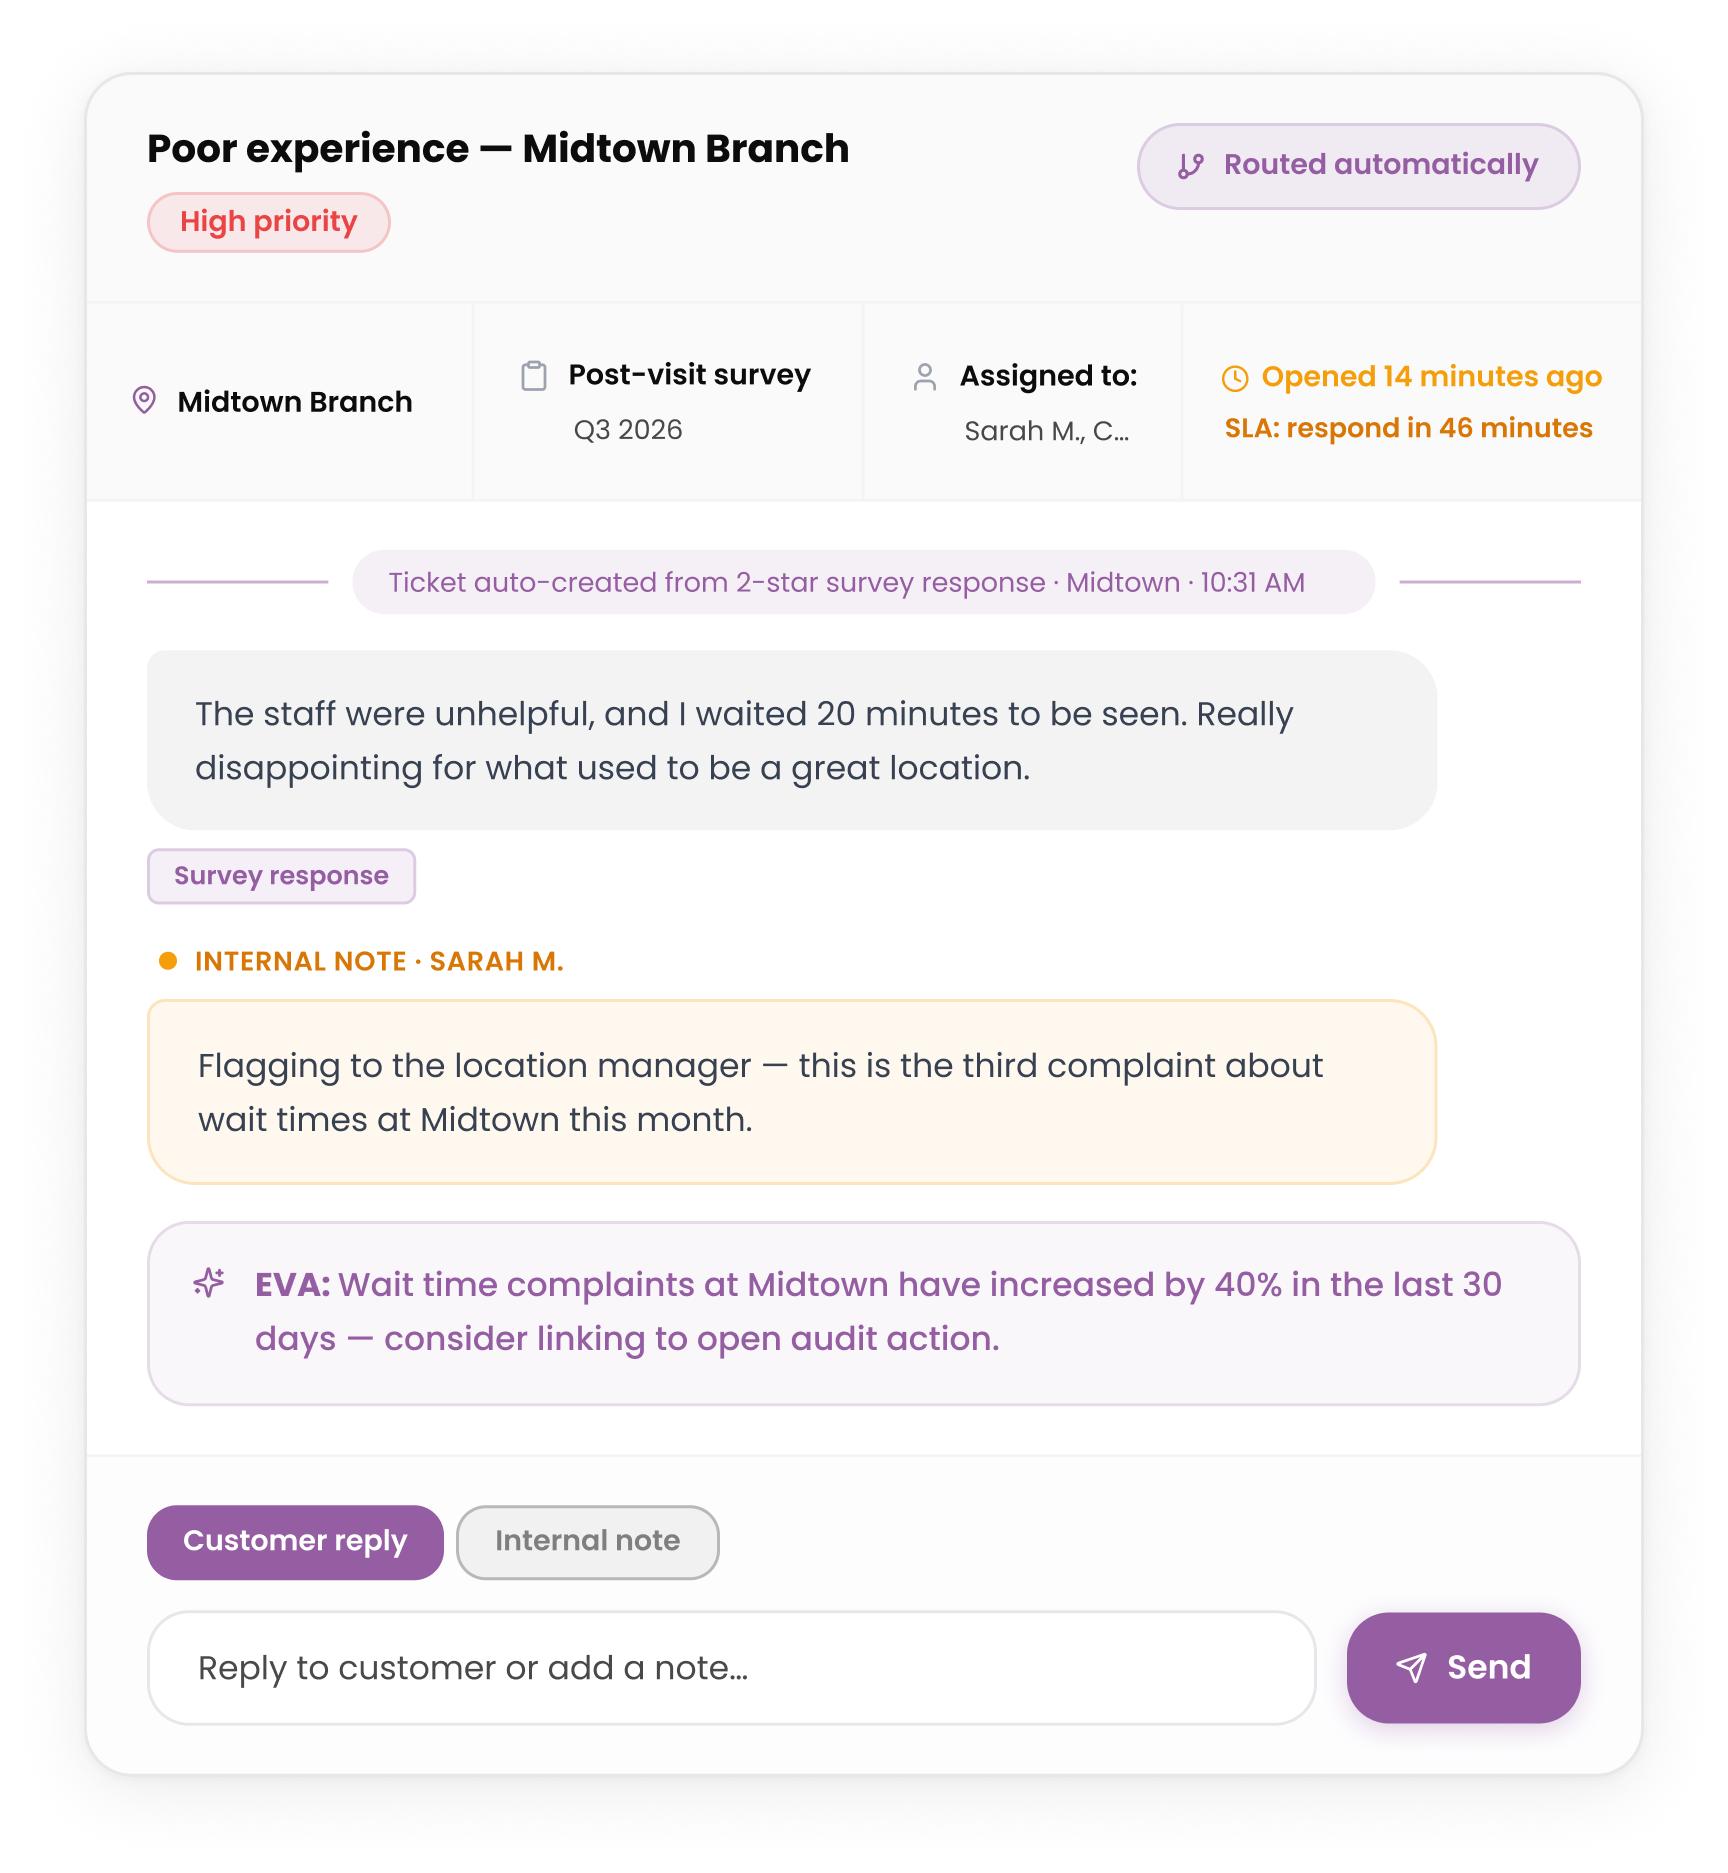 Poor experience — Midtown Branch
Routed automatically
High priority
Midtown Branch
Post-visit survey
Q3 2026
Assigned to:
Sarah M., C...
Opened 14 minutes ago
SLA: respond in 46 minutes
Ticket auto-created from 2-star survey response · Midtown · 10:31 AM
The staff were unhelpful, and I waited 20 minutes to be seen. Really
disappointing for what used to be a great location.
Survey response
INTERNAL NOTE · SARAH M.
Flagging to the location manager — this is the third complaint about
wait times at Midtown this month.
EVA: Wait time complaints at Midtown have increased by 40% in the last 30
days — consider linking to open audit action.
Customer reply
Internal note
Reply to customer or add a note...
Send